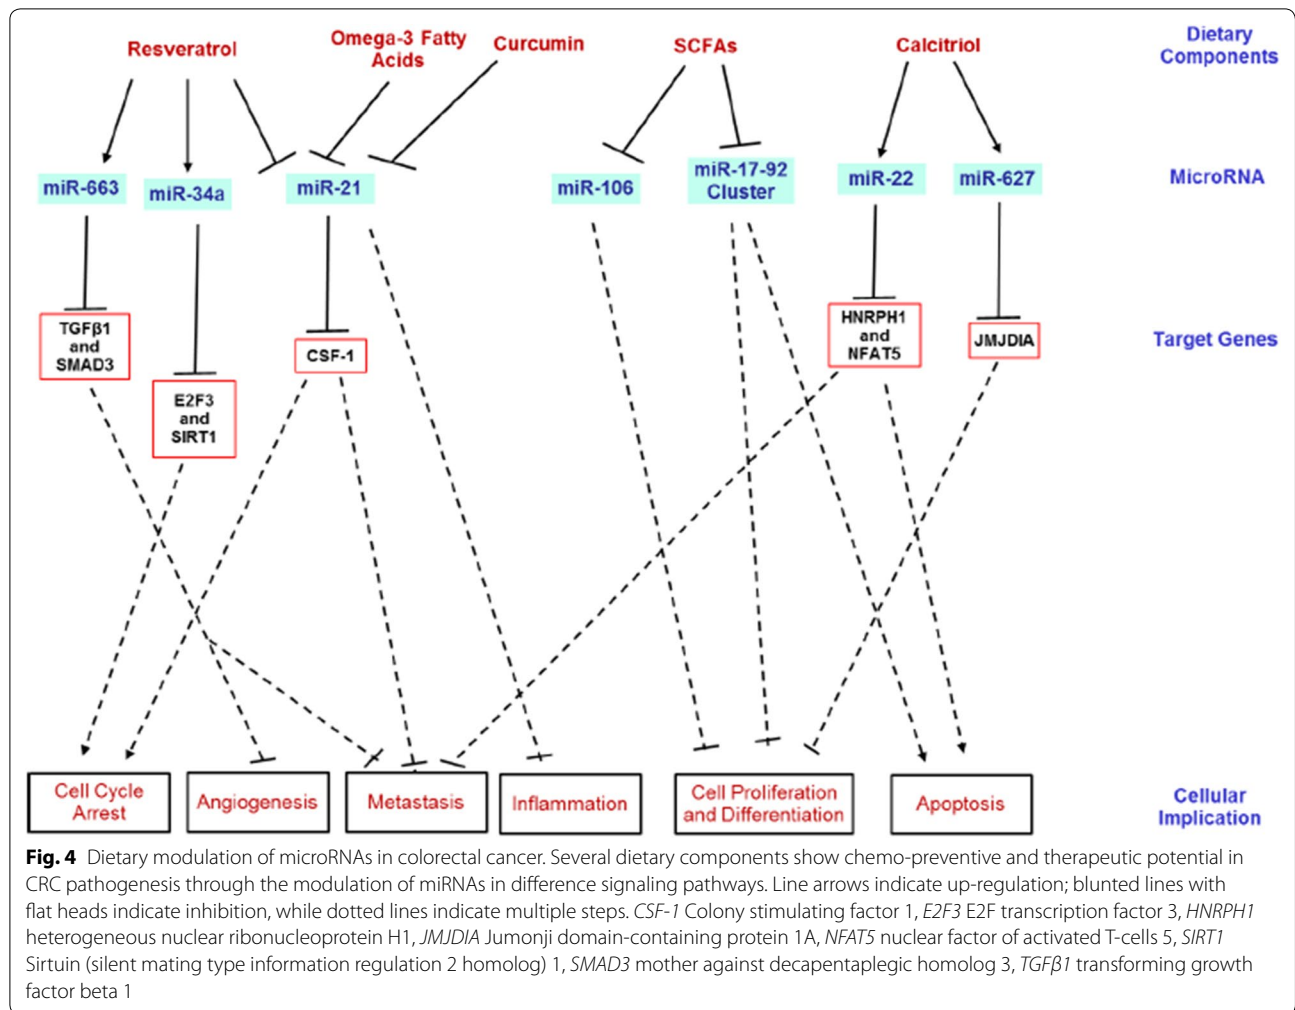 Resveratrol
Omega-3 Fatty
Acids
Curcumin
SCFAs
Calcitriol
Dietary
Components
miR-663
miR-34a
miR-21
miR-106
miR-17-92
Cluster
miR-22
miR-627
MicroRNA
TGFβ1
and
SMAD3
E2F3
and
SIRT1
CSF-1
HNRPH1
and
NFAT5
JMJDIA
Target Genes
Cell Cycle
Arrest
Angiogenesis
Metastasis
Inflammation
Cell Proliferation
and Differentiation
Apoptosis
Cellular
Implication
Fig. 4 Dietary modulation of microRNAs in colorectal cancer. Several dietary components show chemo-preventive and therapeutic potential in
CRC pathogenesis through the modulation of miRNAs in difference signaling pathways. Line arrows indicate up-regulation; blunted lines with
flat heads indicate inhibition, while dotted lines indicate multiple steps. CSF-1 Colony stimulating factor 1, E2F3 E2F transcription factor 3, HNRPH1
heterogeneous nuclear ribonucleoprotein H1, JMJDIA Jumonji domain-containing protein 1A, NFAT5 nuclear factor of activated T-cells 5, SIRT1
Sirtuin (silent mating type information regulation 2 homolog) 1, SMAD3 mother against decapentaplegic homolog 3, TGFβ1 transforming growth
factor beta 1